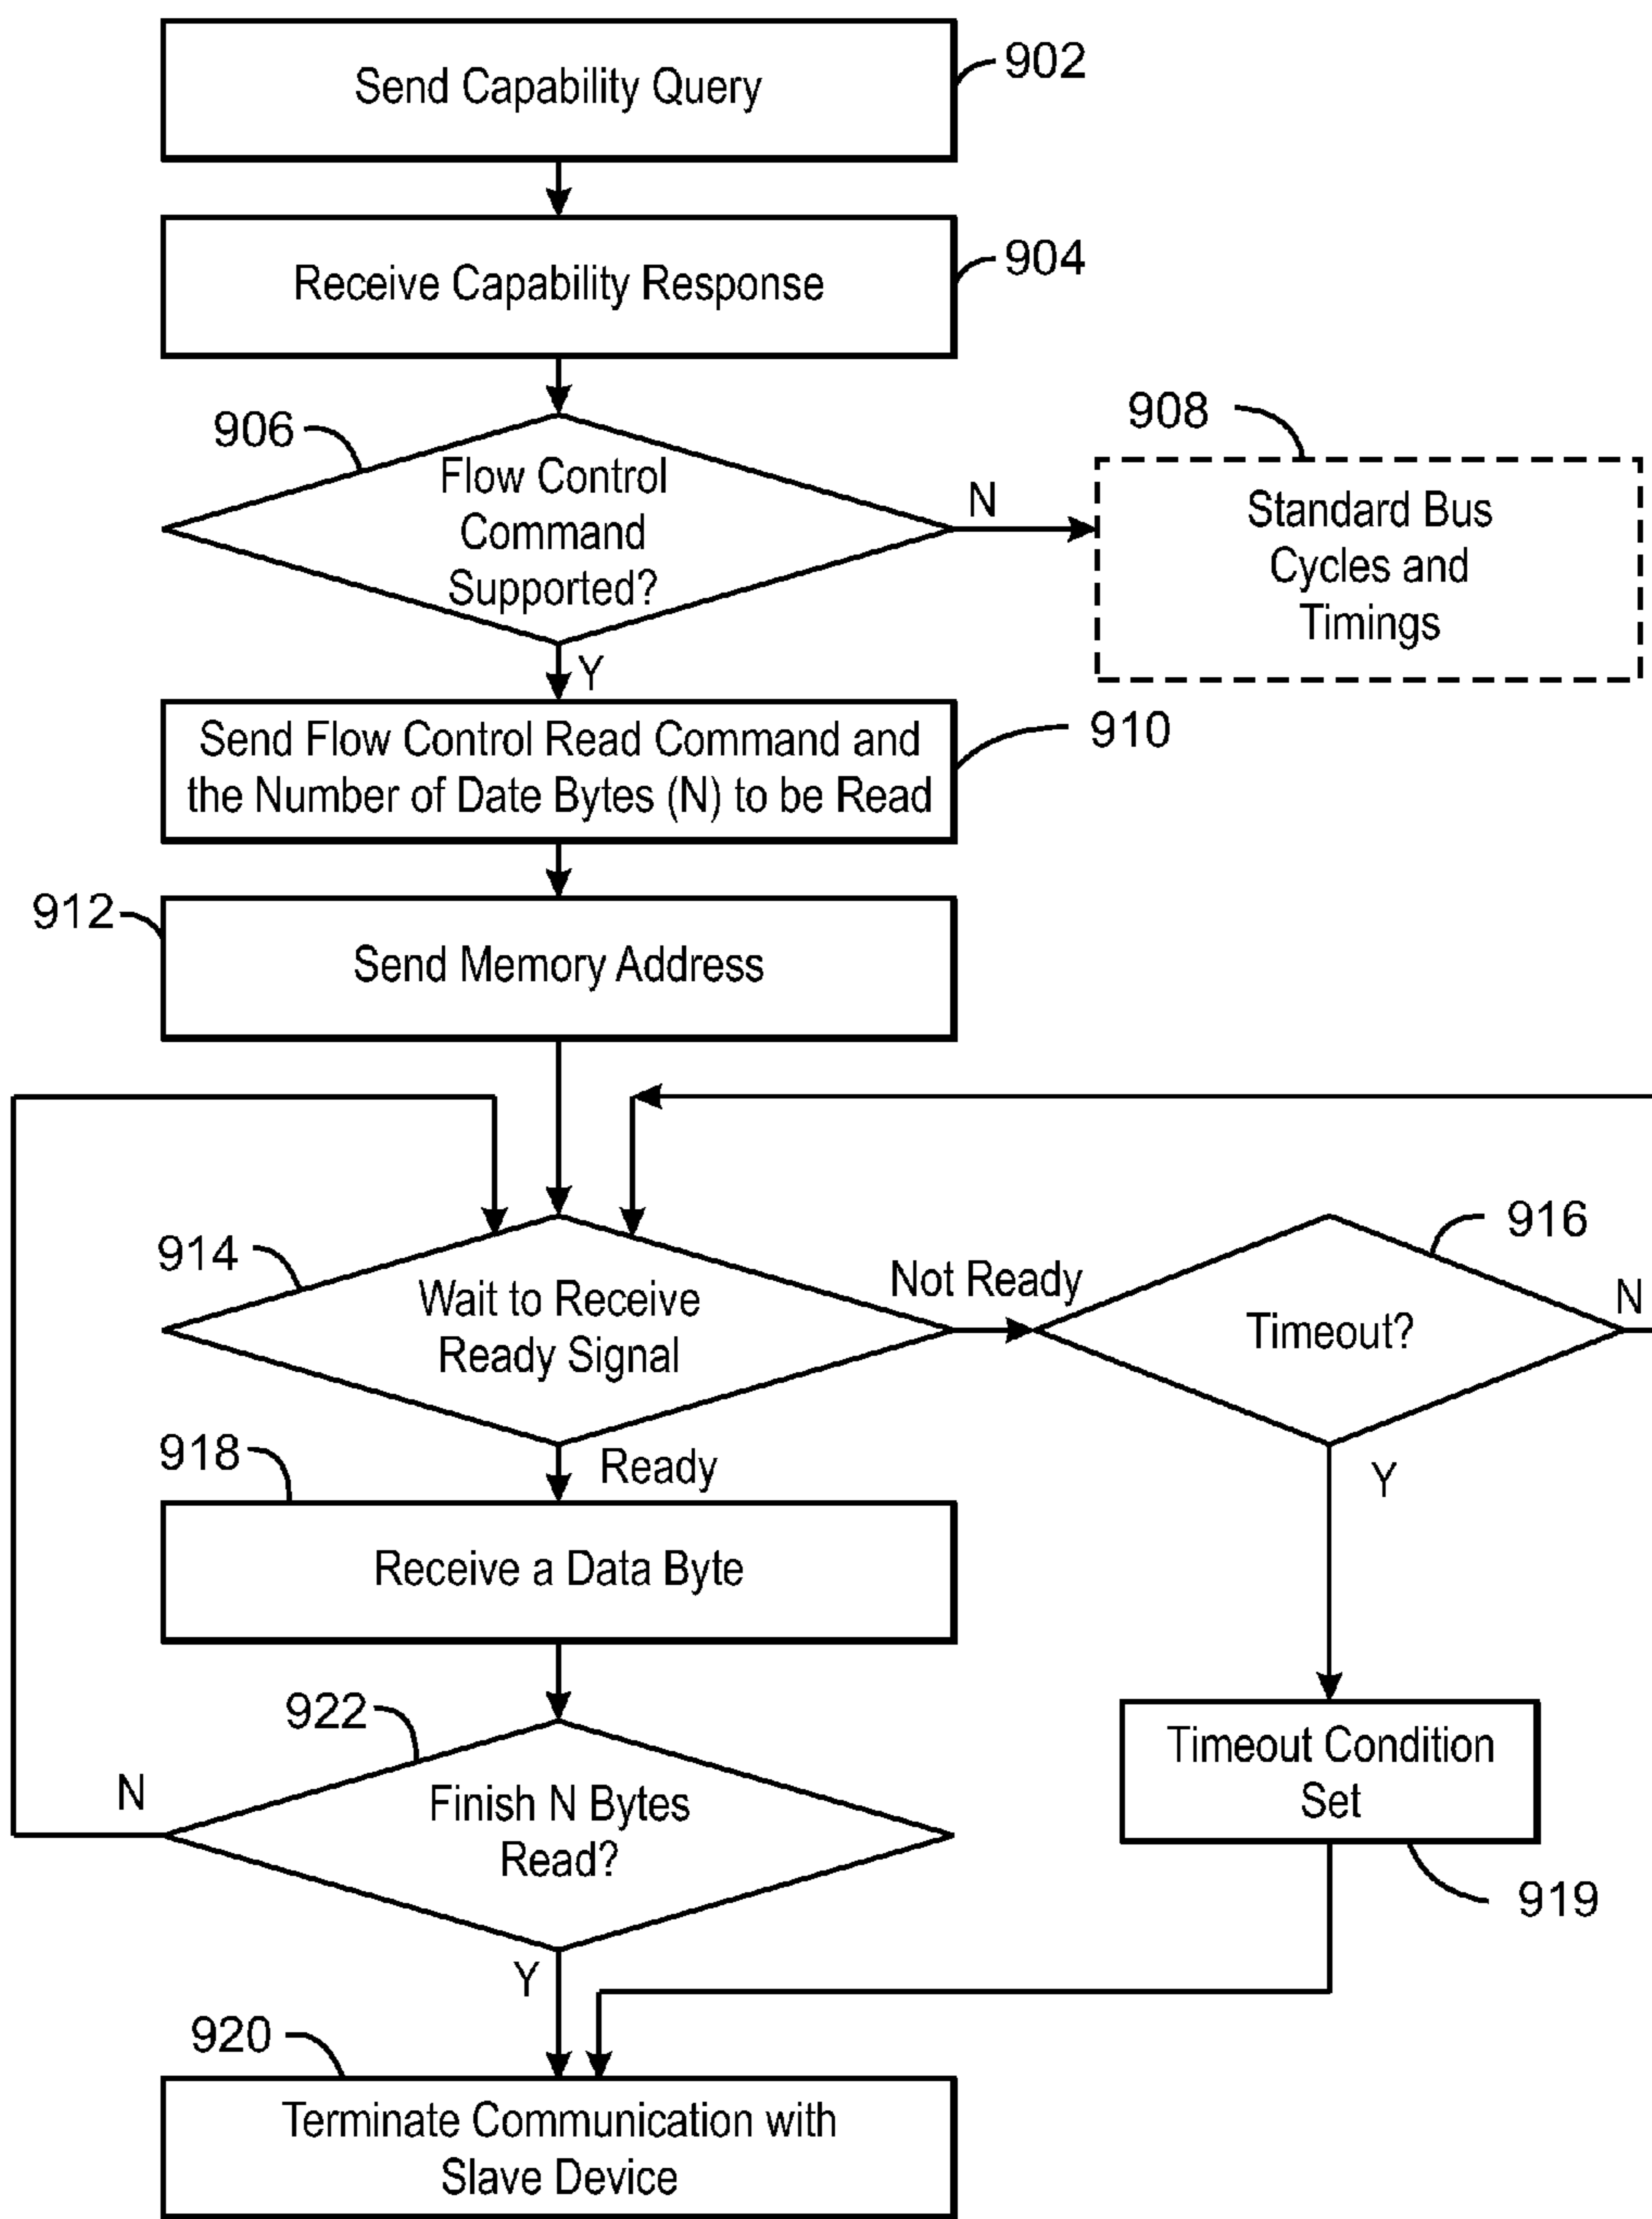 Send Capability Query
902
Receive Capability Response
904
906
Flow Control
Command
Supported?
N
908
Standard Bus
Cycles and
Timings
Y
Send Flow Control Read Command and
the Number of Date Bytes (N) to be Read
910
912
Send Memory Address
914
Wait to Receive
Ready Signal
Not Ready
916
Timeout?
N
Ready
Y
918
Receive a Data Byte
922
Finish N Bytes
Read?
N
Timeout Condition
Set
919
Y
920
Terminate Communication with
Slave Device